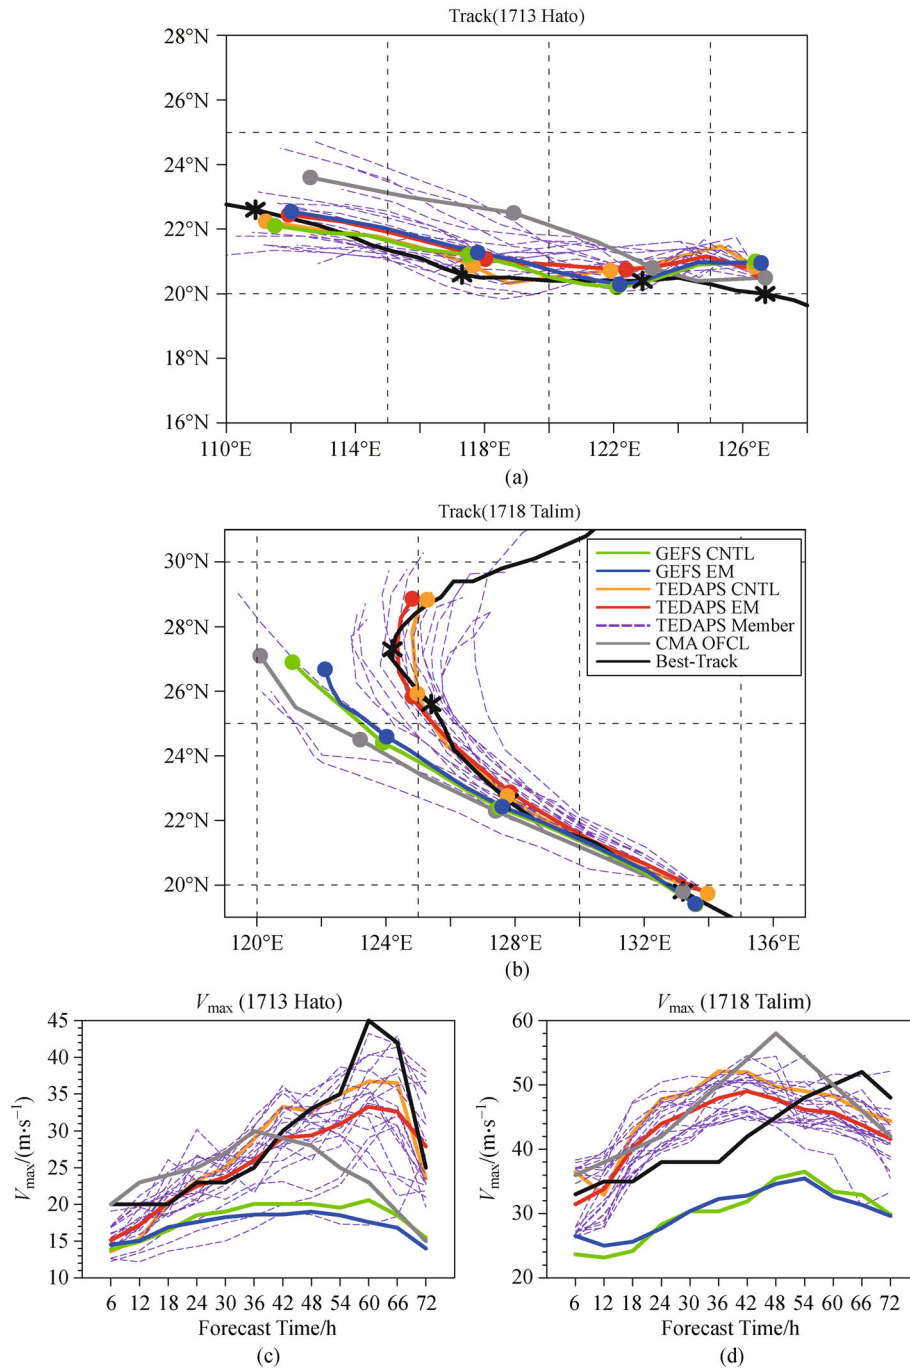 Track(1713 Hato)
28°N
26°N
24°N
22°N
20°N
18°N
16°N
110°E 114°E 118°E 122°E 126°E
(a)
Track(1718 Talim)
30°N
28°N
26°N
24°N
22°N
20°N
GEFS CNTL
GEFS EM
TEDAPS CNTL
TEDAPS EM
TEDAPS Member
CMA OFCL
Best-Track
120°E 124°E 128°E 132°E 136°E
(b)
Vmax (1713 Hato)
45
40
35
30
25
20
15
10
Vmax/(m·s−1)
6 12 18 24 30 36 42 48 54 60 66 72
Forecast Time/h
(c)
Vmax (1718 Talim)
60
50
40
30
20
Vmax/(m·s−1)
6 12 18 24 30 36 42 48 54 60 66 72
Forecast Time/h
(d)